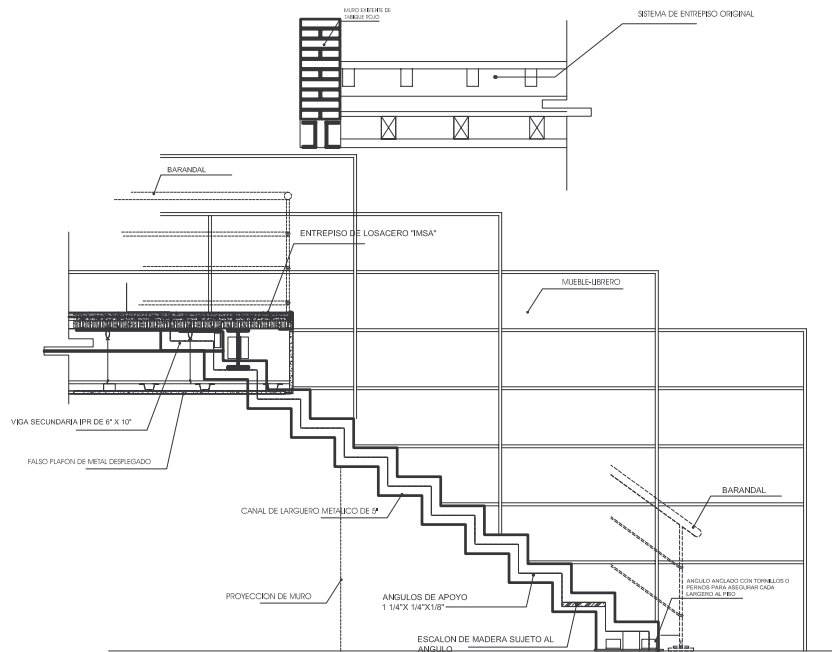 MURO EXISTENTE DE
TABIQUE ROJO
SISTEMA DE ENTREPISO ORIGINAL
BARANDAL
ENTREPISO DE LOSACERO "IMSA"
MUEBLE-LIBRERO
VIGA SECUNDARIA IPR DE 6" X 10"
FALSO PLAFON DE METAL DESPLEGADO
CANAL DE LARGUERO METALICO DE 5"
BARANDAL
PROYECCION DE MURO
ANGULOS DE APOYO
1 1/4"X 1/4"X1/8"
ANGULO ANCLADO CON TORNILLOS O
PERNOS PARA ASEGURAR CADA
LARGERO AL PISO
ESCALON DE MADERA SUJETO AL
ANGULO